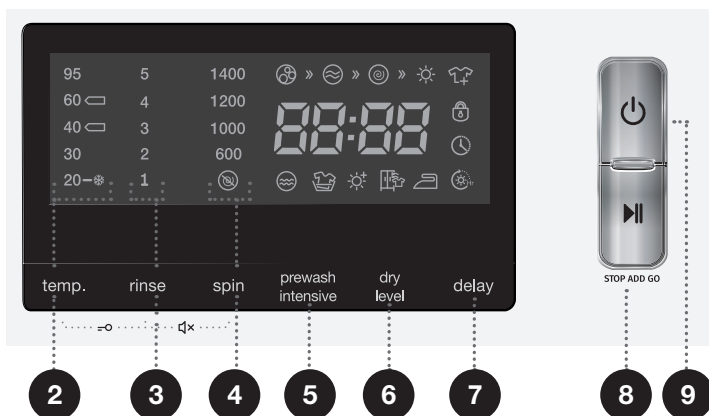 95 5 1400
60 4 1200
40 3 1000
30 2 600
20 1
88:88
temp. rinse spin prewash intensive dry level delay
STOP ADD GO
2 3 4 5 6 7 8 9